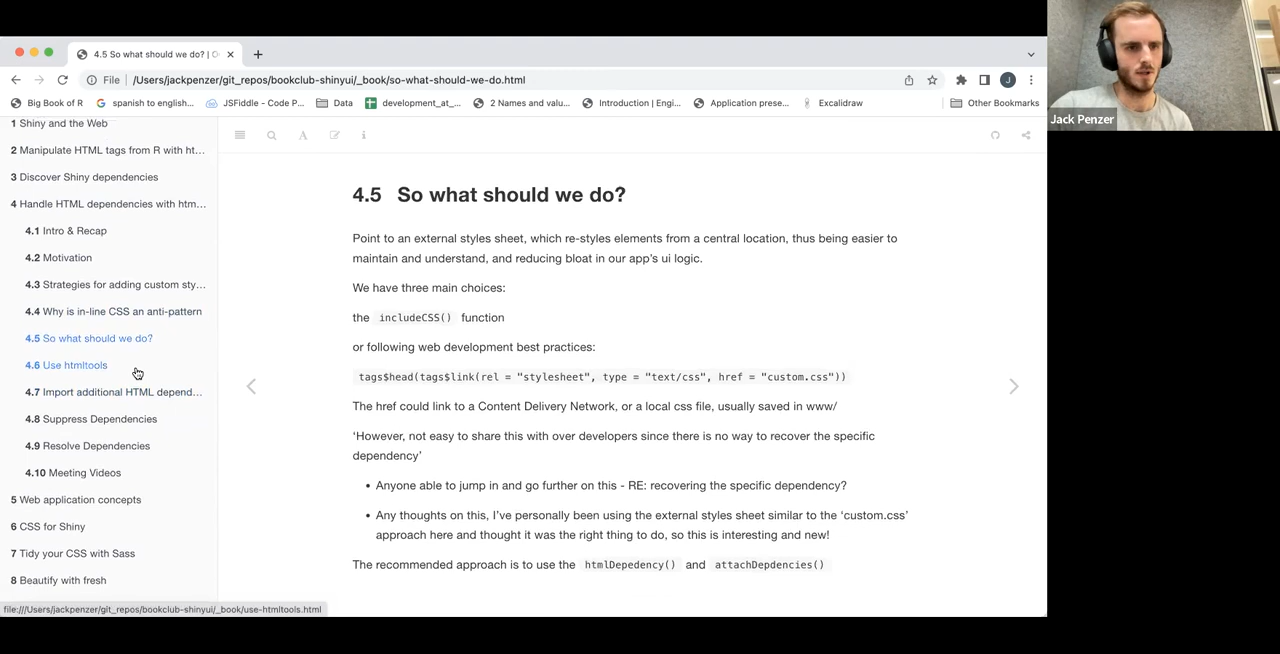 4.5 So what should we do? | O
File
/Users/jackpenzer/git_repos/bookclub-shinyui/_book/so-what-should-we-do.html
J
Big Book of R
spanish to english...
JSFiddle - Code P...
Data
development_at_...
2 Names and valu...
Introduction | Engi...
Application prese...
Excalidraw
Other Bookmarks
1 Shiny and the Web
2 Manipulate HTML tags from R with ht...
3 Discover Shiny dependencies
4 Handle HTML dependencies with htm...
4.1 Intro & Recap
4.2 Motivation
4.3 Strategies for adding custom sty...
4.4 Why is in-line CSS an anti-pattern
4.5 So what should we do?
4.6 Use htmltools
4.7 Import additional HTML depend...
4.8 Suppress Dependencies
4.9 Resolve Dependencies
4.10 Meeting Videos
5 Web application concepts
6 CSS for Shiny
7 Tidy your CSS with Sass
8 Beautify with fresh
file:///Users/jackpenzer/git_repos/bookclub-shinyui/_book/use-htmltools.html
4.5 So what should we do?
Point to an external styles sheet, which re-styles elements from a central location, thus being easier to
maintain and understand, and reducing bloat in our app's ui logic.
We have three main choices:
the includeCSS() function
or following web development best practices:
tags$head(tags$link(rel = "stylesheet", type = "text/css", href = "custom.css"))
The href could link to a Content Delivery Network, or a local css file, usually saved in www/
‘However, not easy to share this with over developers since there is no way to recover the specific
dependency’
• Anyone able to jump in and go further on this - RE: recovering the specific dependency?
• Any thoughts on this, I've personally been using the external styles sheet similar to the ‘custom.css’
approach here and thought it was the right thing to do, so this is interesting and new!
The recommended approach is to use the htmlDepedency() and attachDepdencies()
Jack Penzer